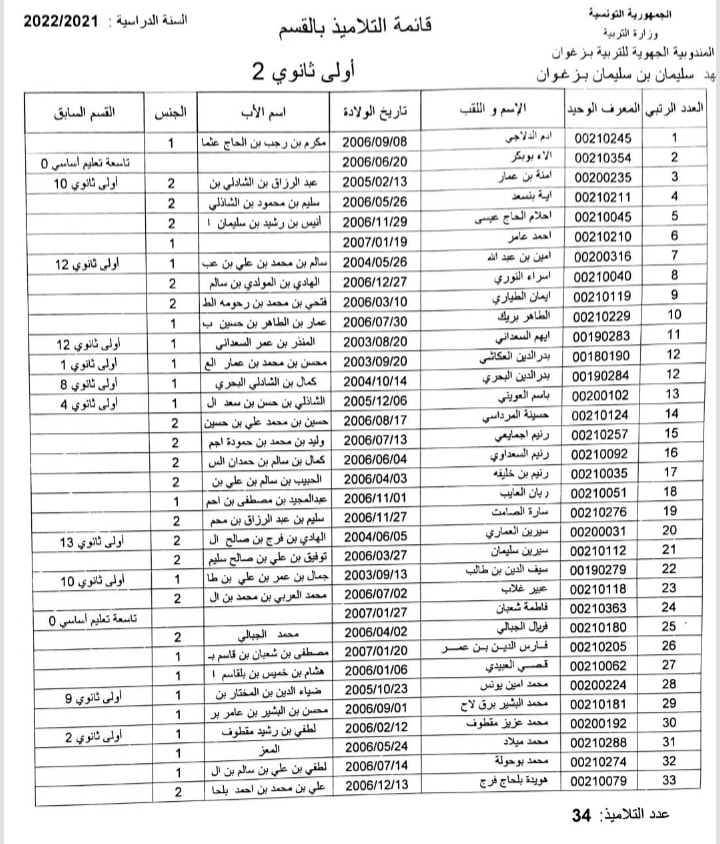 الجمهورية التونسية
وزارة التربية
المندوبية الجهوية للتربية بزغوان
هد سليمان بن سليمان بزغوان
قائمة التلاميذ بالقسم
السنة الدراسية : 2022/2021
أولى ثانوي 2
العدد الرتبي المعرف الوحيد الإسم و اللقب تاريخ الولادة اسم الأب الجنس القسم السابق
1 00210245 ادم الدلاجي 2006/09/08 مكرم بن رجب بن الحاج عثما 1
2 00210354 الاء بوبكر 2006/06/20 تاسعة تعليم أساسي 0
3 00200235 امنة بن عمار 2005/02/13 عبد الرزاق بن الشاذلي بن 2 أولى ثانوي 10
4 00210211 اية بنسعد 2006/05/26 سليم بن محمود بن الشاذلي 2
5 00210045 احلام الحاج عيسى 2006/11/29 أنيس بن رشيد بن سليمان ا 2
6 00210210 احمد عامر 2007/01/19 1
7 00200316 امين بن عبد الله 2004/05/26 سالم بن محمد بن علي بن عب 1 أولى ثانوي 12
8 00210040 اسراء النوري 2006/12/27 الهادي بن المولدي بن سالم 2
9 00210119 ايمان الطياري 2006/03/10 فتحي بن محمد بن رحومه الط 2
10 00210229 الطاهر بريك 2006/07/30 عمار بن الطاهر بن حسين ب 1
11 00190283 ايهم السعداني 2003/08/20 المنذر بن عمر السعداني 1 أولى ثانوي 12
12 00180190 بدرالدين العكاشي 2003/09/20 محسن بن محمد بن عمار الع 1 أولى ثانوي 1
12 00190284 بدرالدين البحري 2004/10/14 كمال بن الشاذلي البحري 1 أولى ثانوي 8
13 00200102 باسم العويني 2005/12/06 الشاذلي بن حسن بن سعد ال 1 أولى ثانوي 4
14 00210124 حسينة المرداسي 2006/08/17 حسين بن محمد علي بن حسين 2
15 00210257 رنيم اجمايعي 2006/07/13 وليد بن محمد بن حمودة اجم 2
16 00210092 رنيم السعداوي 2006/06/04 كمال بن سالم بن حمدان الس 2
17 00210035 رنيم بن خليفه 2006/04/03 الحبيب بن سالم بن علي بن 2
18 00210051 ريان العايب 2006/11/01 عبدالمجيد بن مصطفى بن احم 1
19 00210276 سارة الصامت 2006/11/27 سليم بن عبد الرزاق بن محم 2
20 00200031 سيرين العماري 2004/06/05 الهادي بن فرج بن صالح ال 2 أولى ثانوي 13
21 00210112 سيرين سليمان 2006/03/27 توفيق بن علي بن صالح سليم 2
22 00190279 سيف الدين بن طالب 2003/09/13 جمال بن عمر بن علي بن طا 1 أولى ثانوي 10
23 00210118 عبير غلاب 2006/07/02 محمد العربي بن محمد بن ال 2
24 00210363 فاطمة شعبان 2007/01/27 تاسعة تعليم أساسي 0
25 00210180 فريال الجبالي 2006/04/02 محمد الجبالي 2
26 00210205 فارس الدين بن عمر 2007/01/20 مصطفى بن شعبان بن قاسم بـ 1
27 00210062 قصي العبيدي 2006/01/06 هشام بن خميس بن بلقاسم ا 1
28 00200224 محمد امين يونس 2005/10/23 ضياء الدين بن المختار بن 1 أولى ثانوي 9
29 00210181 محمد البشير برق لاح 2006/09/01 محسن بن البشير بن عامر بر 1
30 00200192 محمد عزيز مقطوف 2006/02/12 لطفي بن رشيد مقطوف 1 أولى ثانوي 2
31 00210288 محمد ميلاد 2006/05/24 المعز 1
32 00210274 محمد بوحولة 2006/07/14 لطفي بن علي بن سالم بن ال 1
33 00210079 هويدة بلحاج فرج 2006/12/13 علي بن محمد بن احمد بلحا 2
عدد التلاميذ: 34